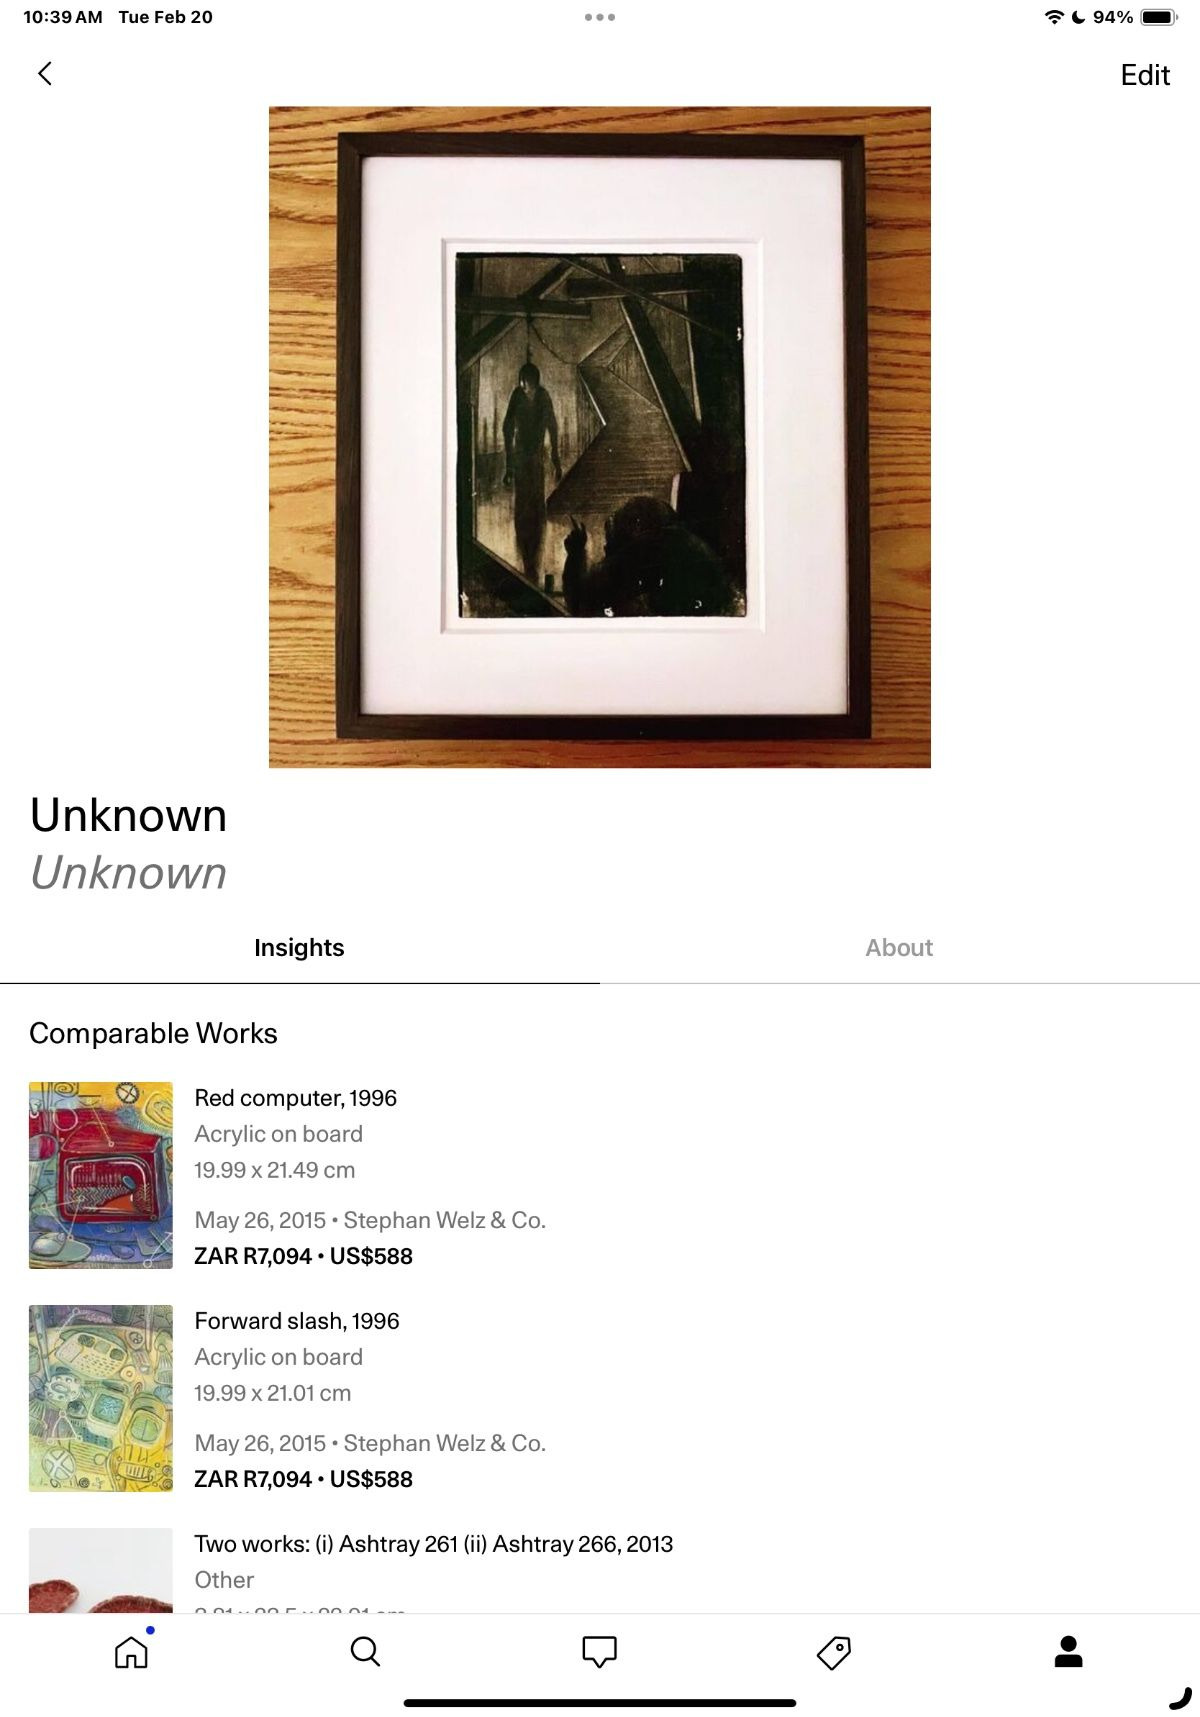 10:39 AM Tue Feb 20
94%
Edit
Unknown
Unknown
Insights
About
Comparable Works
Red computer, 1996
Acrylic on board
19.99 x 21.49 cm
May 26, 2015 • Stephan Welz & Co.
ZAR R7,094 • US$588
Forward slash, 1996
Acrylic on board
19.99 x 21.01 cm
May 26, 2015 • Stephan Welz & Co.
ZAR R7,094 • US$588
Two works: (i) Ashtray 261 (ii) Ashtray 266, 2013
Other